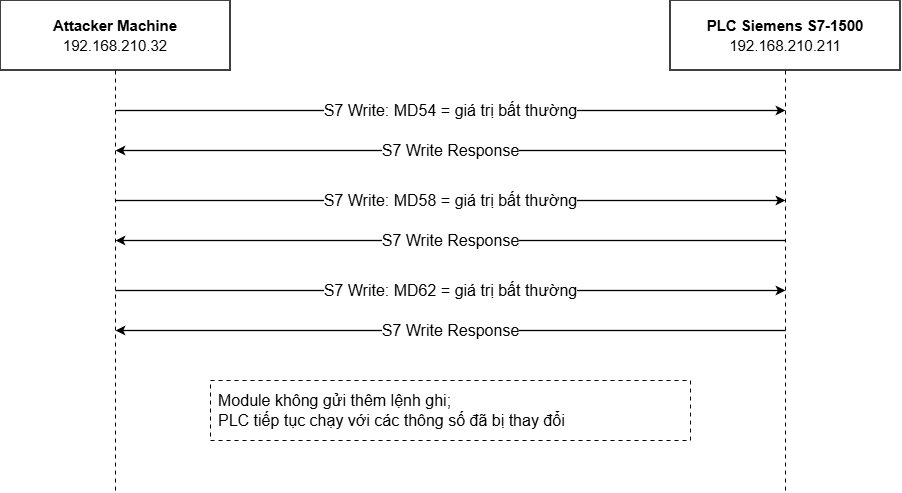 Attacker Machine
192.168.210.32
PLC Siemens S7-1500
192.168.210.211
S7 Write: MD54 = giá trị bất thường
S7 Write Response
S7 Write: MD58 = giá trị bất thường
S7 Write Response
S7 Write: MD62 = giá trị bất thường
S7 Write Response
Module không gửi thêm lệnh ghi;
PLC tiếp tục chạy với các thông số đã bị thay đổi